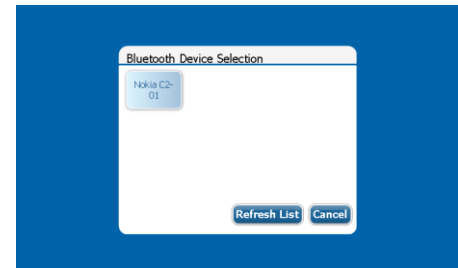 Bluetooth Device Selection
Nokia C2-
01
Refresh List Cancel